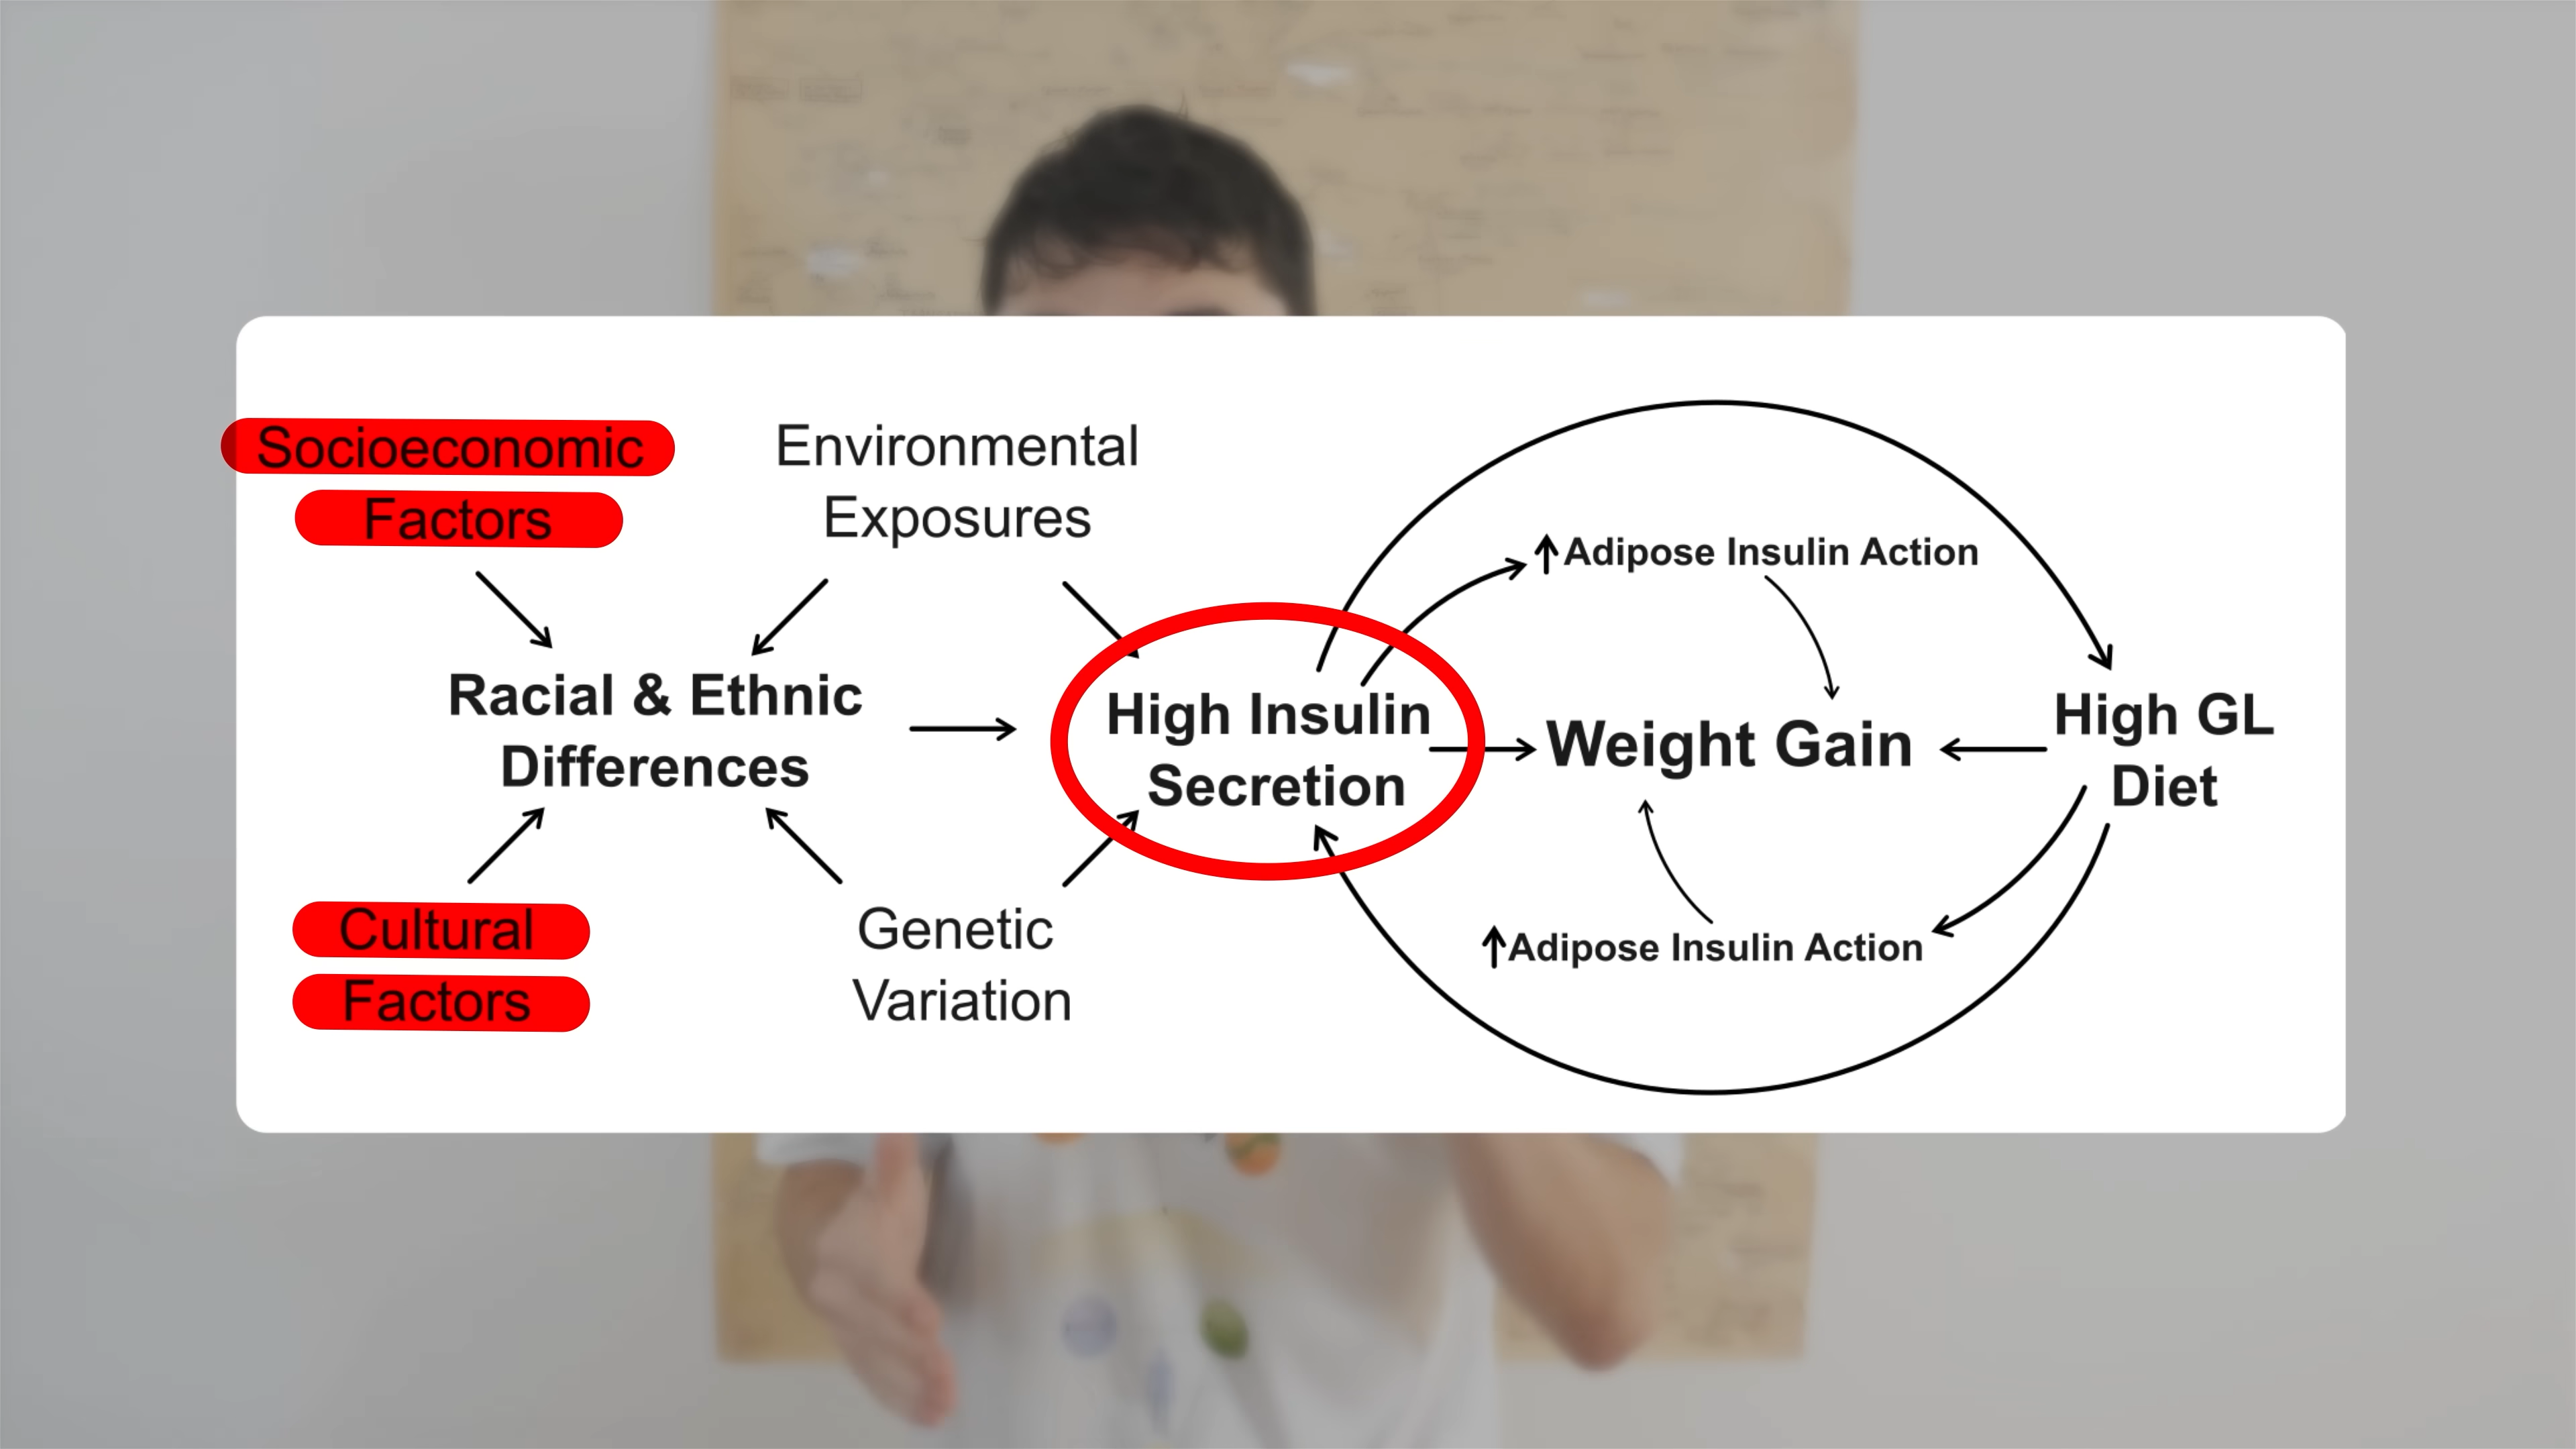 Socioeconomic
Factors
Environmental
Exposures
Racial & Ethnic
Differences
Cultural
Factors
Genetic
Variation
High Insulin
Secretion
↑Adipose Insulin Action
Weight Gain
↑Adipose Insulin Action
High GL
Diet